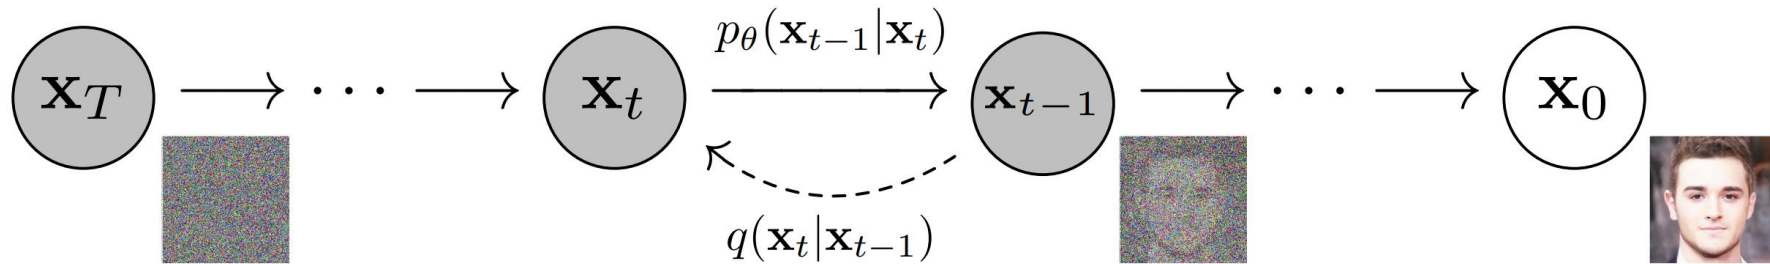 p_θ(x_{t−1}|x_t)
x_T ⟶ ··· ⟶ x_t ⟶ x_{t−1} ⟶ ··· ⟶ x_0
q(x_t|x_{t−1})